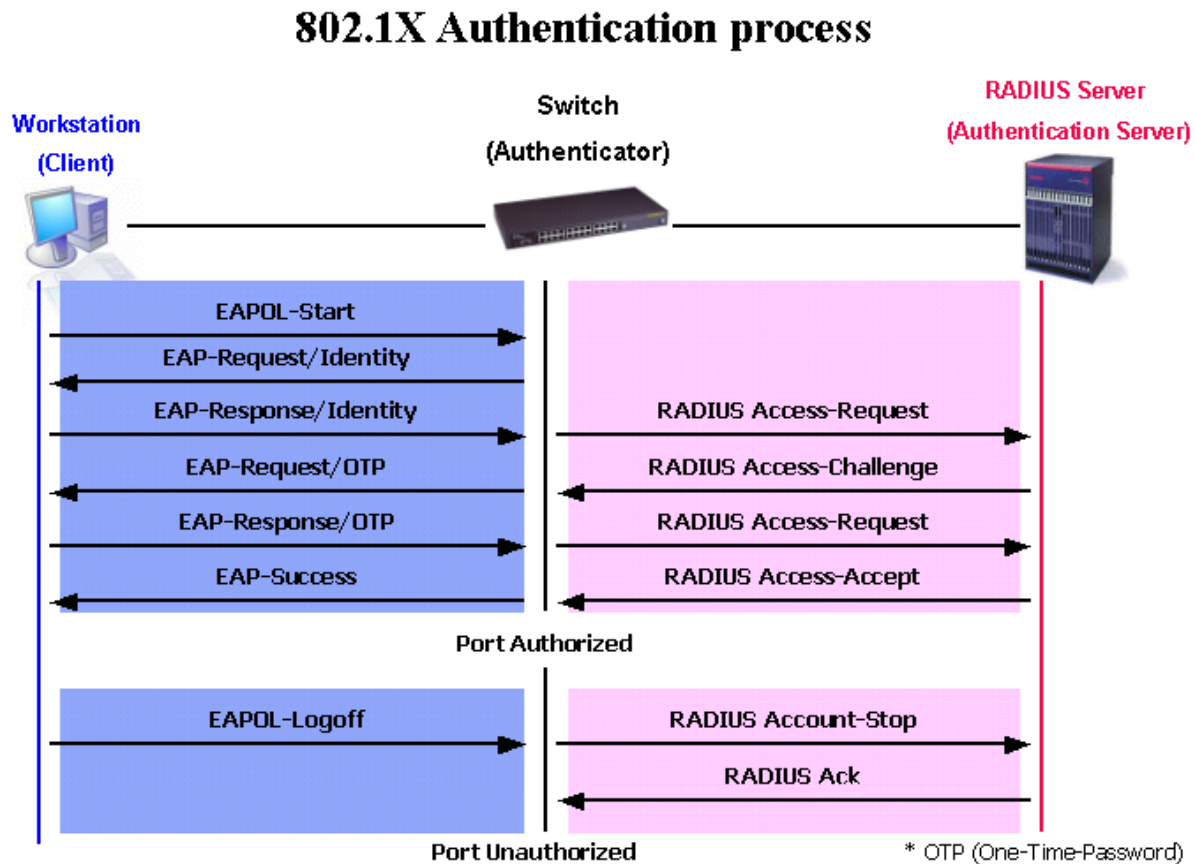 802.1X Authentication process
RADIUS Server
(Authentication Server)
Switch
(Authenticator)
Workstation
(Client)
EAPOL-Start
EAP-Request/Identity
EAP-Response/Identity
RADIUS Access-Request
EAP-Request/OTP
RADIUS Access-Challenge
EAP-Response/OTP
RADIUS Access-Request
EAP-Success
RADIUS Access-Accept
Port Authorized
EAPOL-Logoff
RADIUS Account-Stop
RADIUS Ack
Port Unauthorized
* OTP (One-Time-Password)